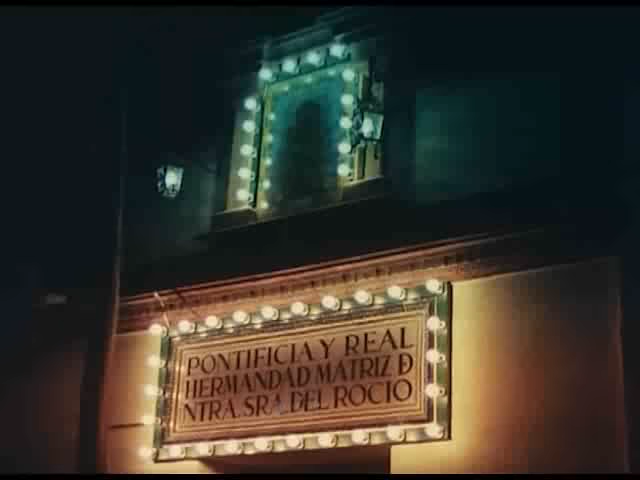 PONTIFICIA Y REAL
HERMANDAD MATRIZ D
NTRA. SRA. DEL ROCIO